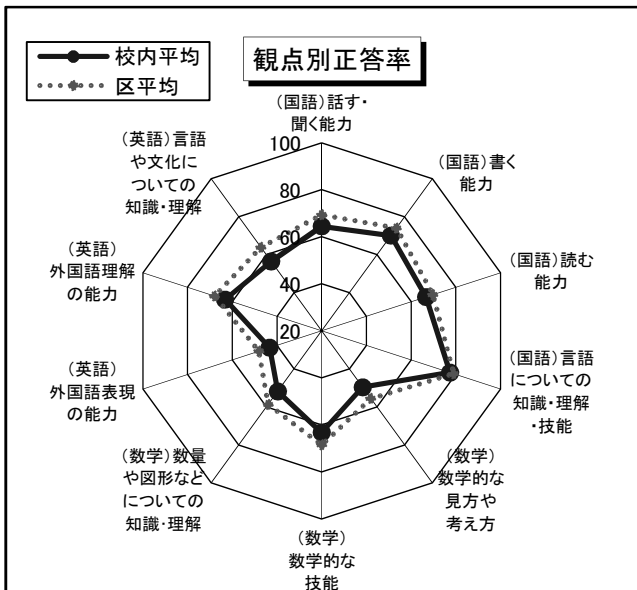 校内平均
区平均
観点別正答率
(国語)話す・
聞く能力
(国語)書く
能力
(国語)読む
能力
(国語)言語
についての
知識・理解
・技能
(数学)
数学的な
見方や
考え方
(数学)
数学的な
技能
(数学)数量
や図形などに
についての
知識・理解
(英語)
外国語表現
の能力
(英語)
外国語理解
の能力
(英語)言語
や文化に
ついての
知識・理解
100
80
60
40
20